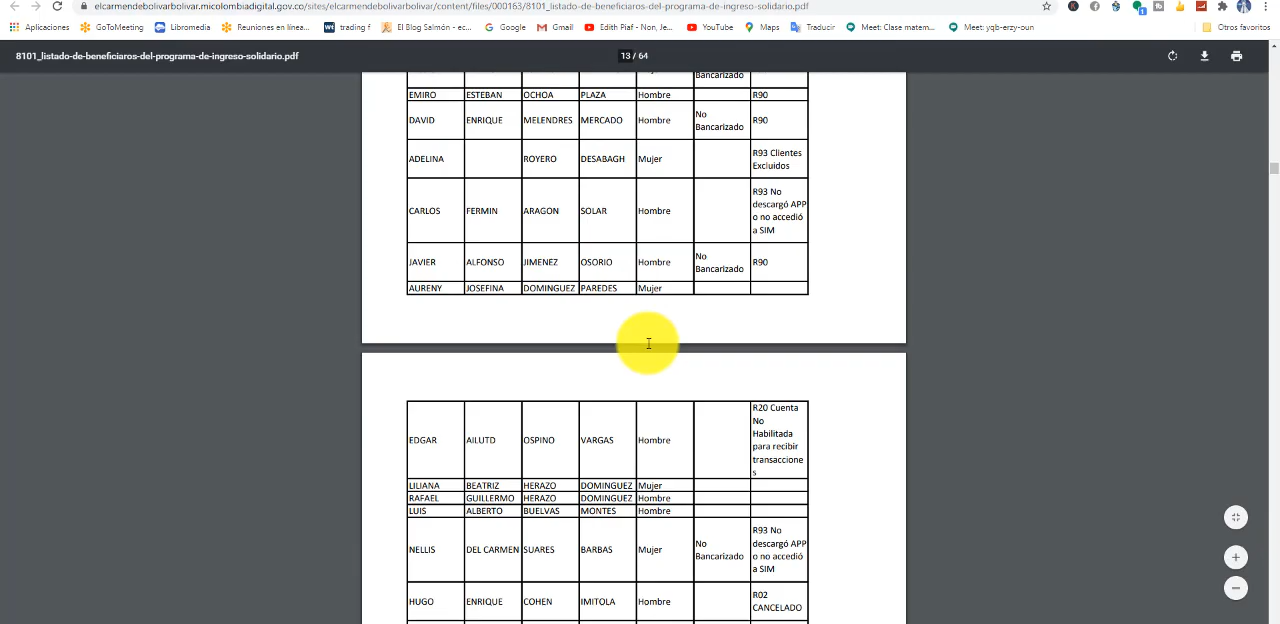 elcarmendebolivarbolivar.micolombiadigital.gov.co/sites/elcarmendebolivarbolivar/content/files/000163/8101_listado-de-beneficiaros-del-programa-de-ingreso-solidario.pdf
Aplicaciones GoToMeeting Libromedia Reuniones en línea... trading f El Blog Salmón - ec... Edith Piaf - Non, Je... Google Gmail YouTube Maps Traducir Meet: Clase matem... Meet: yqb-erzy-oun Otros favoritos
8101_listado-de-beneficiaros-del-programa-de-ingreso-solidario.pdf 13 / 64
Bancarizado
EMIRO ESTEBAN OCHOA PLAZA Hombre R90
DAVID ENRIQUE MELENDRES MERCADO Hombre No Bancarizado R90
ADELINA ROYERO DESABAGH Mujer R93 Clientes Excluidos
CARLOS FERMIN ARAGON SOLAR Hombre R93 No descargó APP o no accedió a SIM
JAVIER ALFONSO JIMENEZ OSORIO Hombre No Bancarizado R90
AURENY JOSEFINA DOMINGUEZ PAREDES Mujer
EDGAR AILUTD OSPINO VARGAS Hombre R20 Cuenta No Habilitada para recibir transacciones
LILIANA BEATRIZ HERAZO DOMINGUEZ Mujer
RAFAEL GUILLERMO HERAZO DOMINGUEZ Hombre
LUIS ALBERTO BUELVAS MONTES Hombre
NELLIS DEL CARMEN SUARES BARBAS Mujer No Bancarizado R93 No descargó APP o no accedió a SIM
HUGO ENRIQUE COHEN IMITOLA Hombre R02 CANCELADO